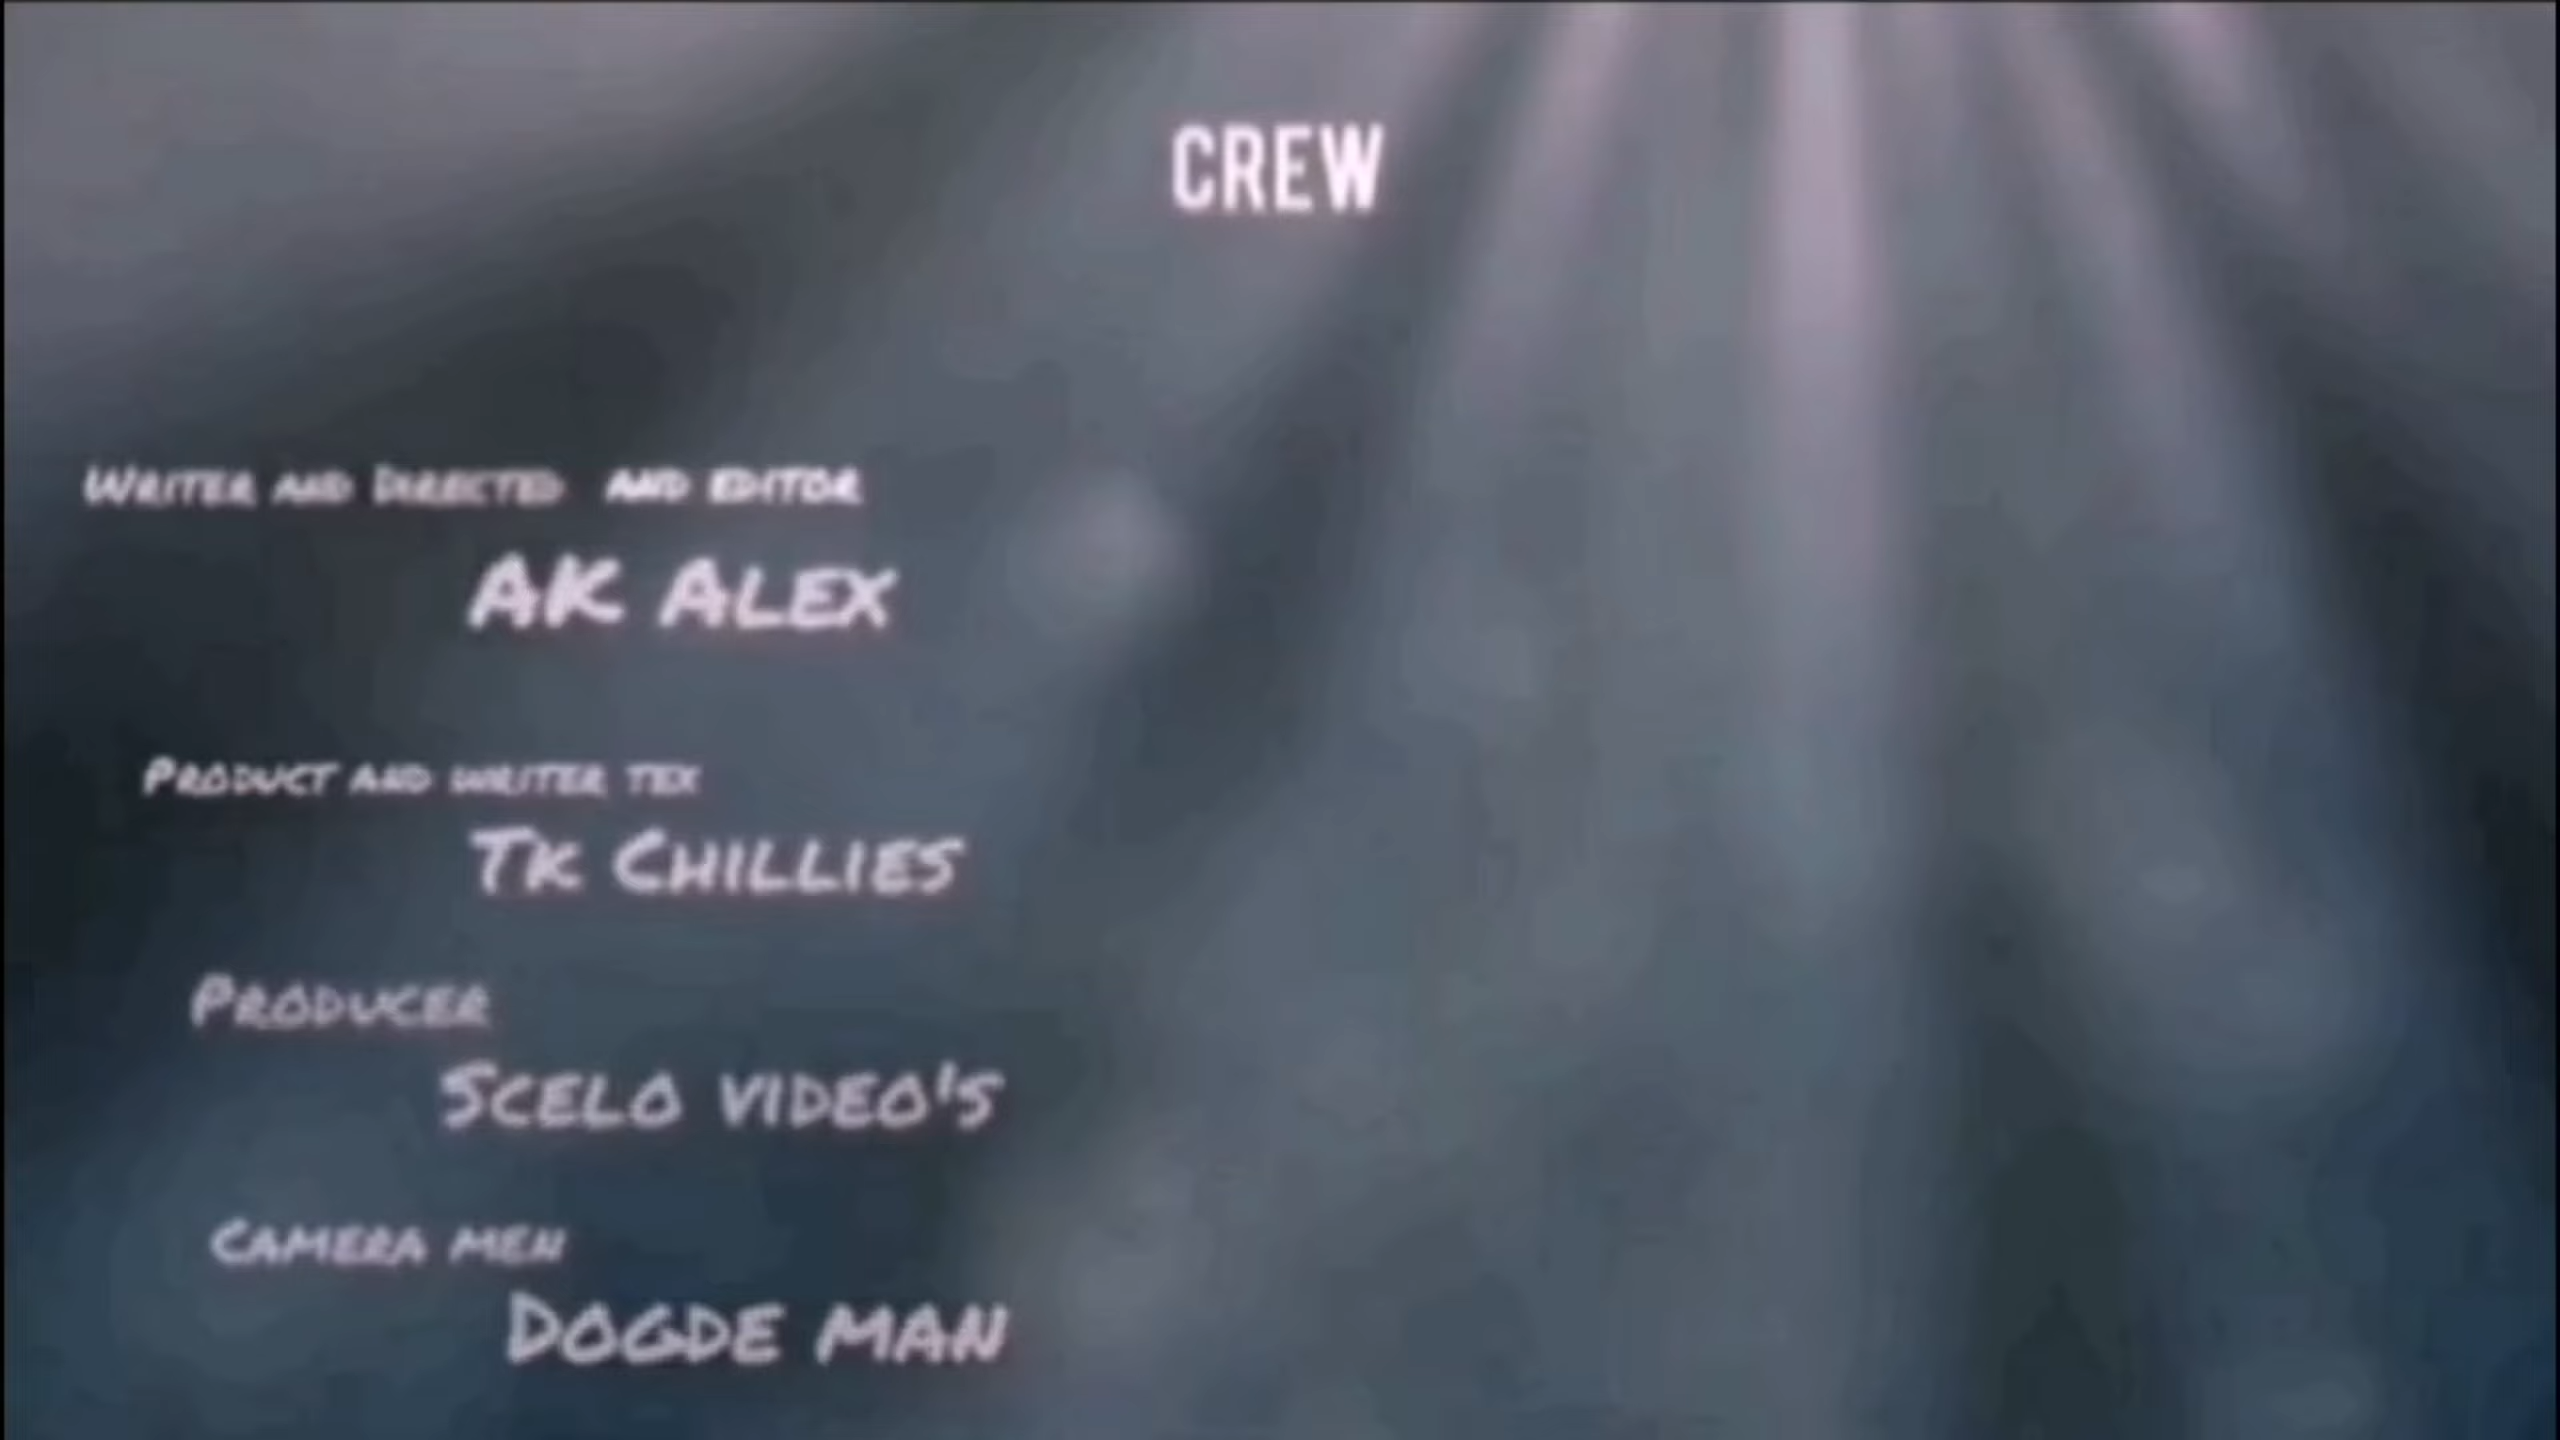 CREW
Writer and Directed and editor
AK Alex
Product and writer tex
Tk Chillies
Producer
Scelo video's
Camera men
Dogde man